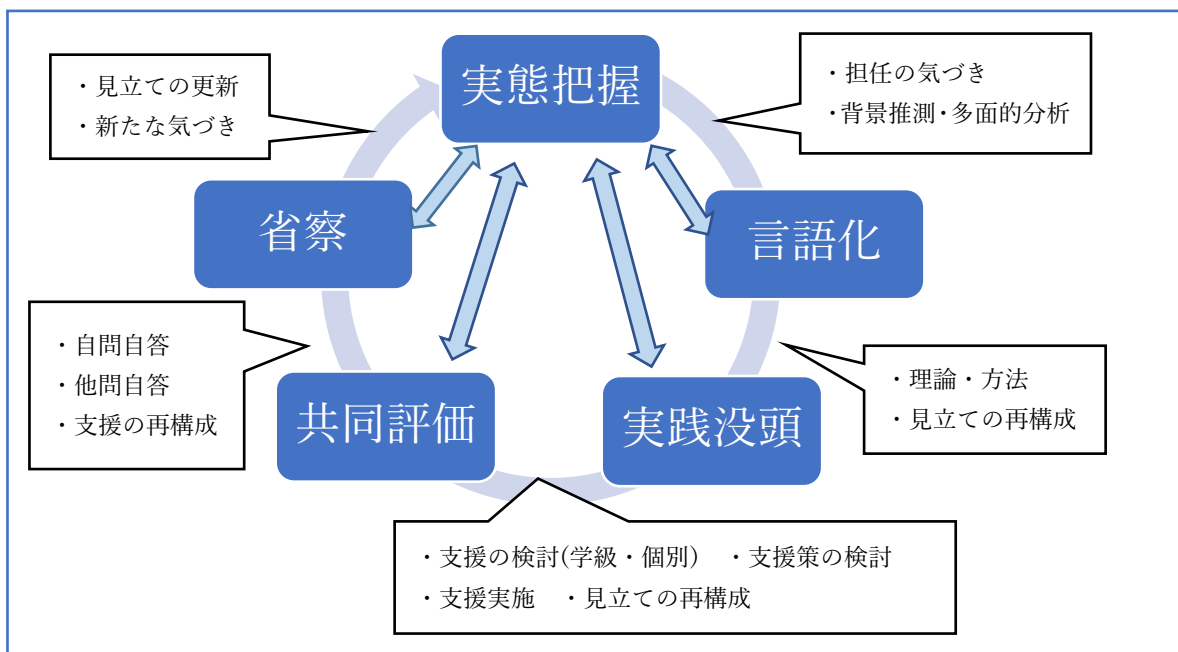 実態把握
・担任の気づき
・背景推測・多面的分析
言語化
・理論・方法
・見立ての再構成
実践没頭
・支援の検討(学級・個別)　・支援策の検討
・支援実施　・見立ての再構成
共同評価
・自問自答
・他問自答
・支援の再構成
省察
・見立ての更新
・新たな気づき